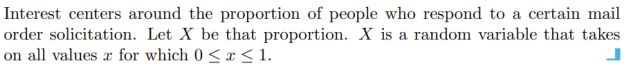 Interest centers around the proportion of people who respond to a certain mail
order solicitation. Let X be that proportion. X is a random variable that takes
on all values x for which 0 ≤ x ≤ 1.